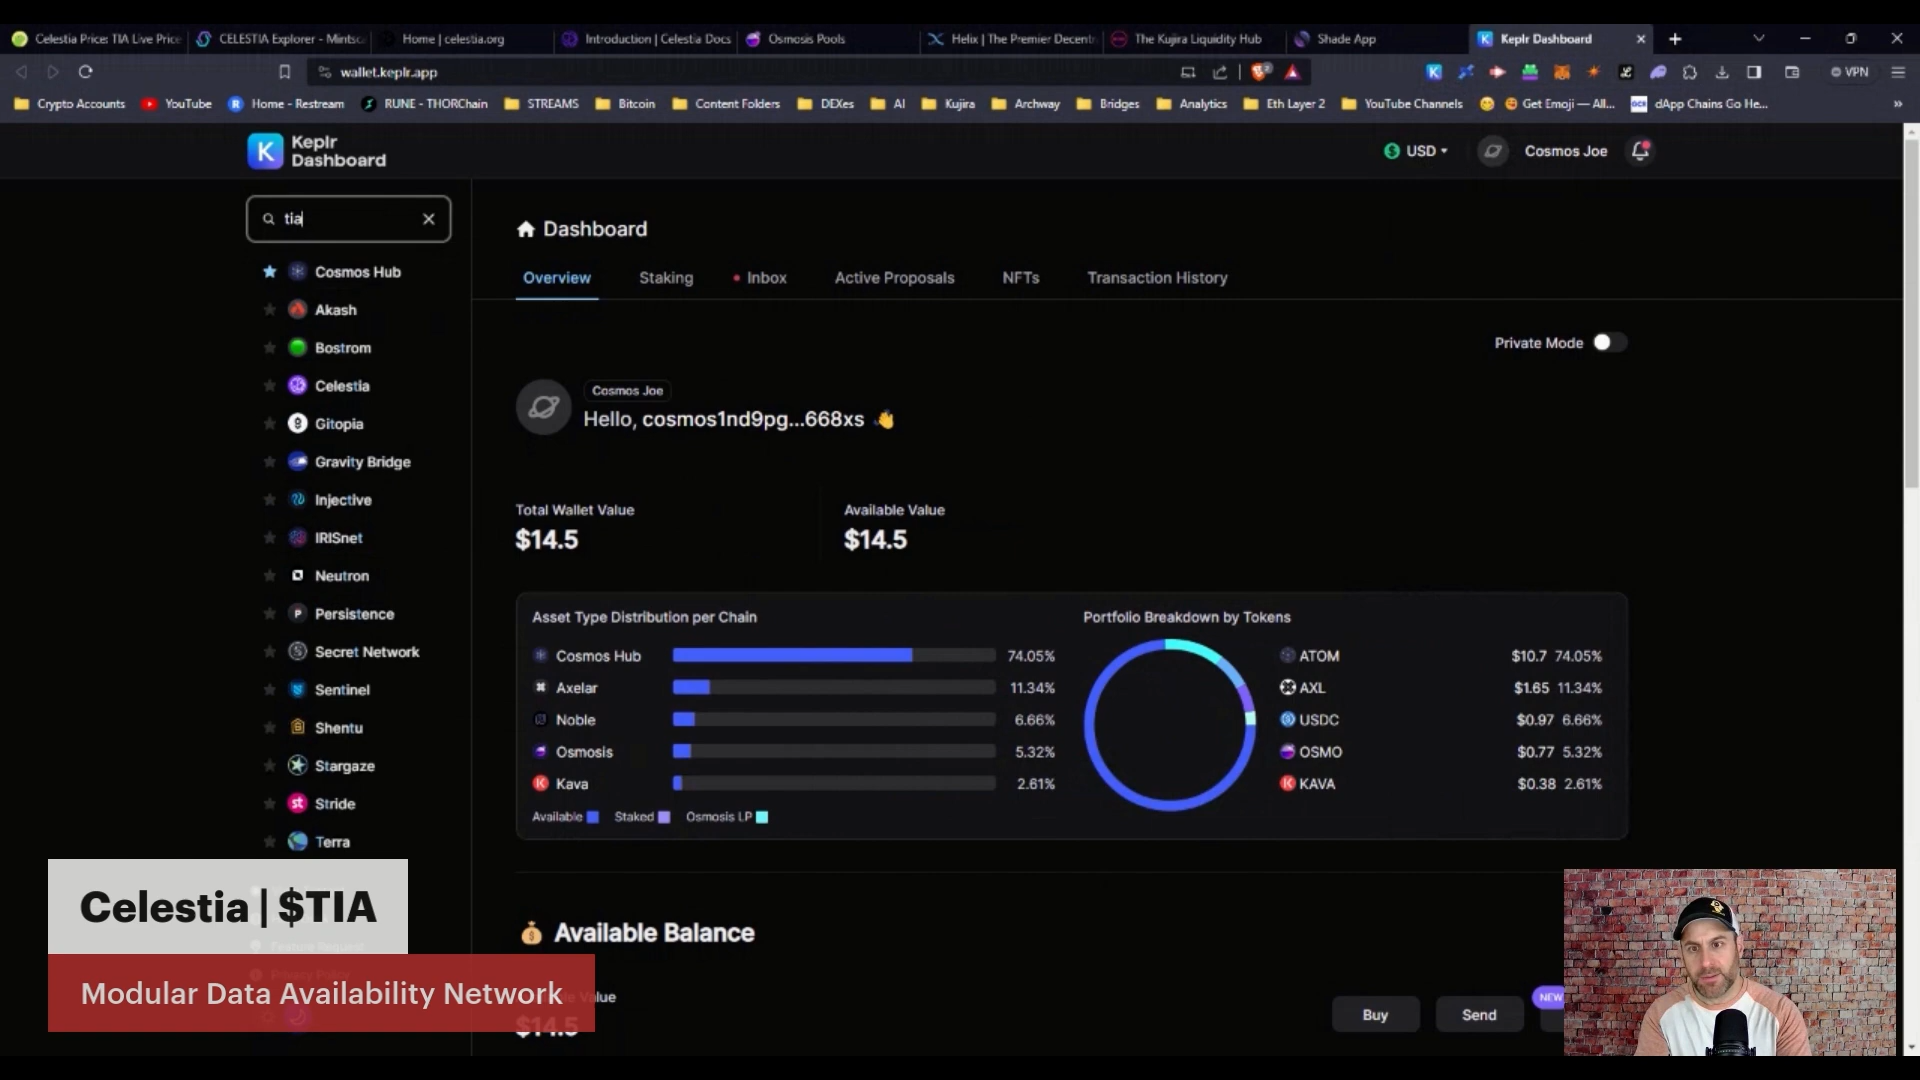 Celestia Price: TIA Live Price
CELESTIA Explorer - Mintsc
Home | celestia.org
Introduction | Celestia Docs
Osmosis Pools
Helix | The Premier Decentr
The Kujira Liquidity Hub
Shade App
Keplr Dashboard
wallet.keplr.app
VPN
Crypto Accounts
YouTube
Home - Restream
RUNE - THORChain
STREAMS
Bitcoin
Content Folders
DEXes
AI
Kujira
Archway
Bridges
Analytics
Eth Layer 2
YouTube Channels
Get Emoji — All...
dApp Chains Go He...
Keplr
Dashboard
USD
Cosmos Joe
tia
Cosmos Hub
Akash
Bostrom
Celestia
Gitopia
Gravity Bridge
Injective
IRISnet
Neutron
Persistence
Secret Network
Sentinel
Shentu
Stargaze
Stride
Terra
Dashboard
Overview
Staking
Inbox
Active Proposals
NFTs
Transaction History
Private Mode
Cosmos Joe
Hello, cosmos1nd9pg...668xs 👋
Total Wallet Value
$14.5
Available Value
$14.5
Asset Type Distribution per Chain
Cosmos Hub 74.05%
Axelar 11.34%
Noble 6.66%
Osmosis 5.32%
Kava 2.61%
Available Staked Osmosis LP
Portfolio Breakdown by Tokens
ATOM $10.7 74.05%
AXL $1.65 11.34%
USDC $0.97 6.66%
OSMO $0.77 5.32%
KAVA $0.38 2.61%
Available Balance
$14.5
Buy
Send
NEW
Celestia | $TIA
Feature Request
Privacy Policy
Modular Data Availability Network